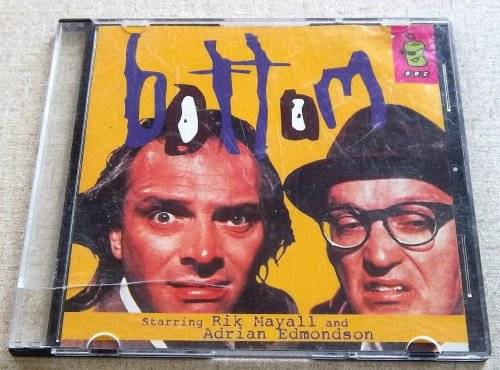 bottom
BBC
Starring Rik Mayall and
Adrian Edmondson